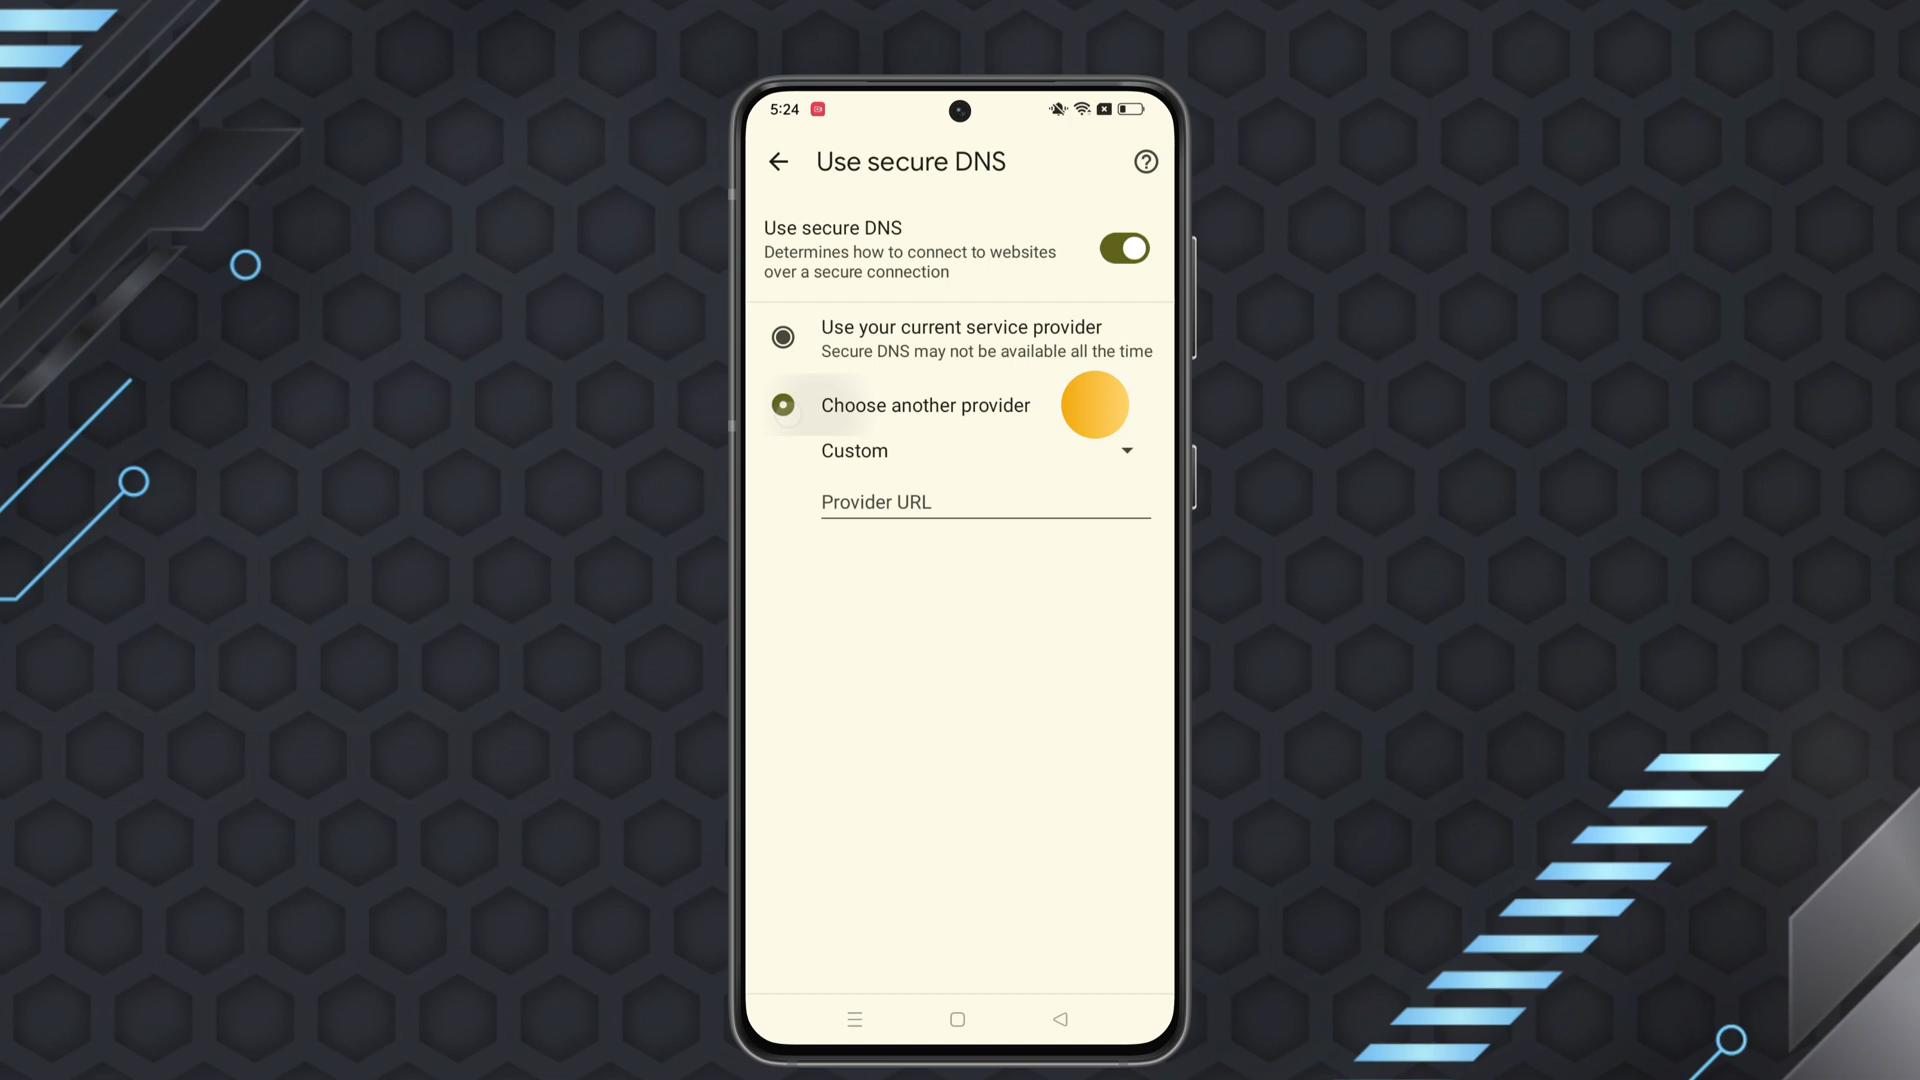 5:24
Use secure DNS
Use secure DNS
Determines how to connect to websites
over a secure connection
Use your current service provider
Secure DNS may not be available all the time
Choose another provider
Custom
Provider URL